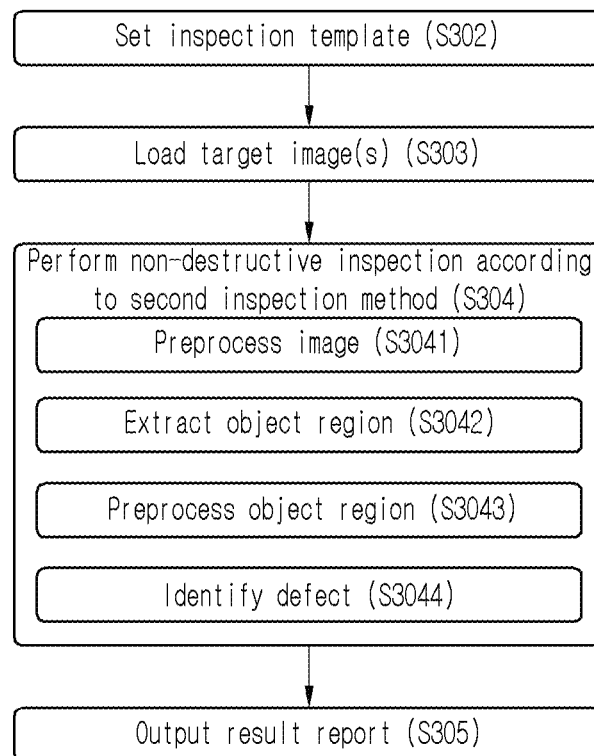 Set inspection template (S302)
Load target image(s) (S303)
Perform non-destructive inspection according
to second inspection method (S304)
Preprocess image (S3041)
Extract object region (S3042)
Preprocess object region (S3043)
Identify defect (S3044)
Output result report (S305)